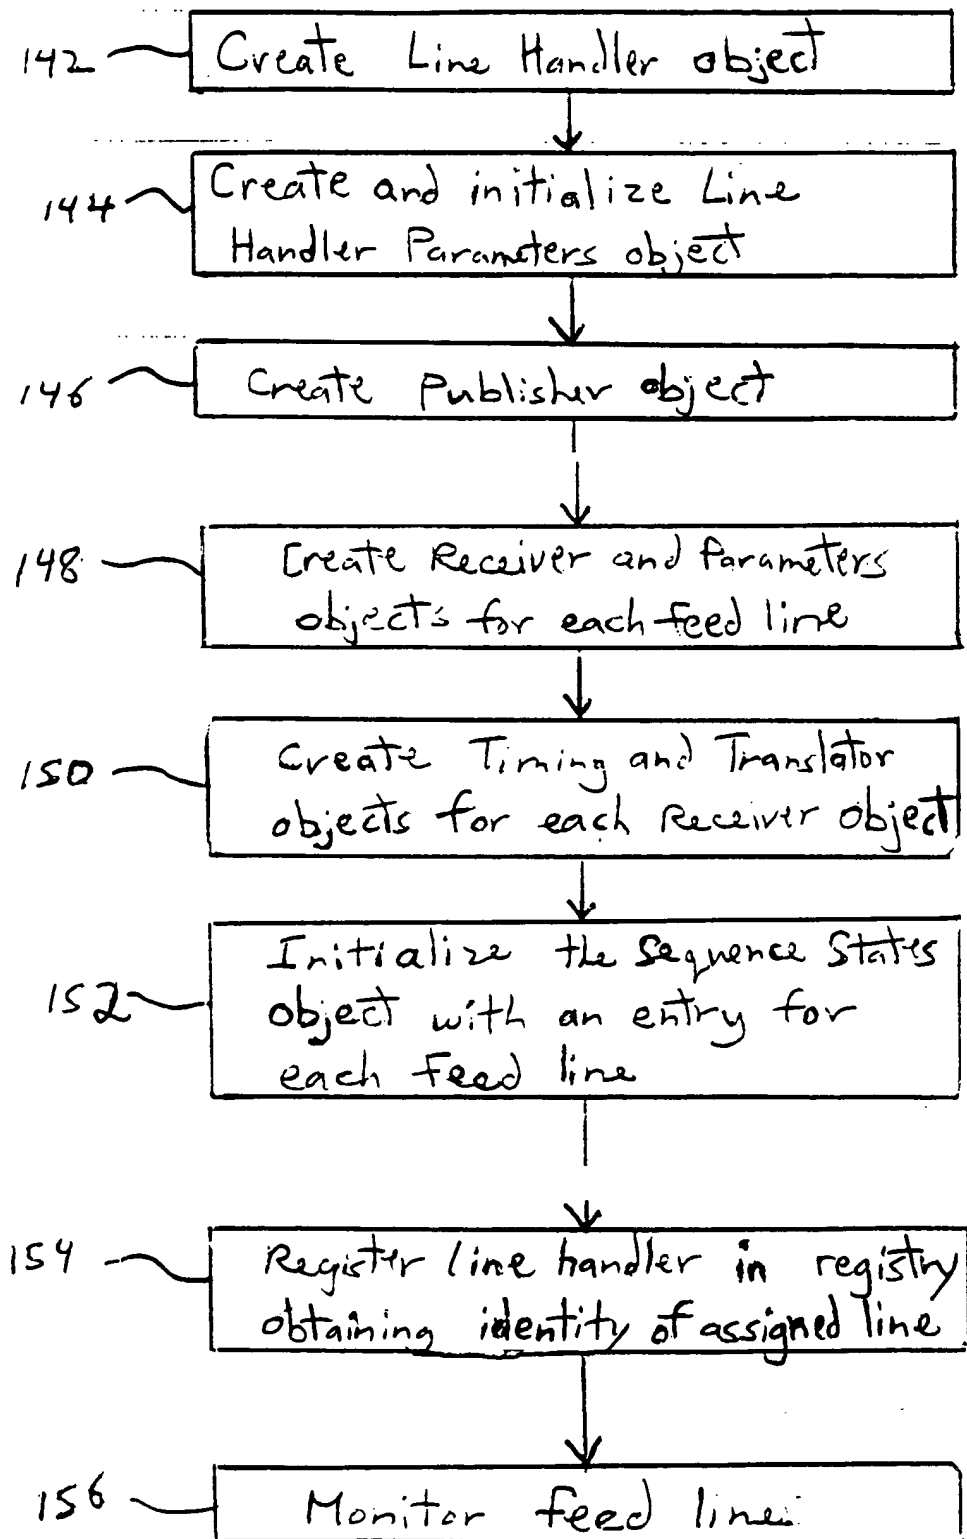 142 Create Line Handler object
144 Create and initialize Line
Handler Parameters object
146 Create Publisher object
148 Create Receiver and Parameters
objects for each feed line
150 Create Timing and Translator
objects for each Receiver object
152 Initialize the Sequence States
object with an entry for
each Feed line
154 Register line handler in registry
obtaining identity of assigned line
156 Monitor feed line